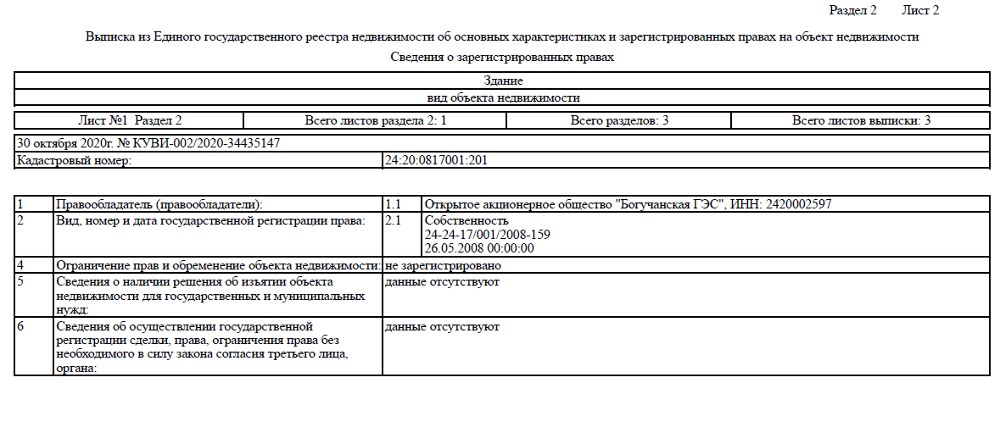 Раздел 2 Лист 2
Выписка из Единого государственного реестра недвижимости об основных характеристиках и зарегистрированных правах на объект недвижимости
Сведения о зарегистрированных правах
Здание
вид объекта недвижимости
Лист №1 Раздел 2 Всего листов раздела 2: 1 Всего разделов: 3 Всего листов выписки: 3
30 октября 2020г. № КУВИ-002/2020-34435147
Кадастровый номер: 24:20:0817001:201
1 Правообладатель (правообладатели): 1.1 Открытое акционерное общество "Богучанская ГЭС", ИНН: 2420002597
2 Вид, номер и дата государственной регистрации права: 2.1 Собственность
24-24-17/001/2008-159
26.05.2008 00:00:00
4 Ограничение прав и обременение объекта недвижимости: не зарегистрировано
5 Сведения о наличии решения об изъятии объекта данные отсутствуют
недвижимости для государственных и муниципальных
нужд:
6 Сведения об осуществлении государственной данные отсутствуют
регистрации сделки, права, ограничения права без
необходимого в силу закона согласия третьего лица,
органа: